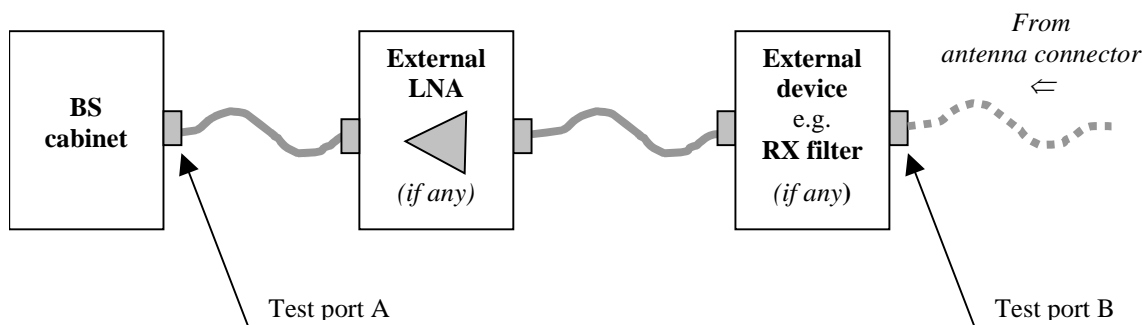 BS
cabinet
External
LNA
(if any)
External
device
e.g.
RX filter
(if any)
From
antenna connector
⇐
Test port A
Test port B